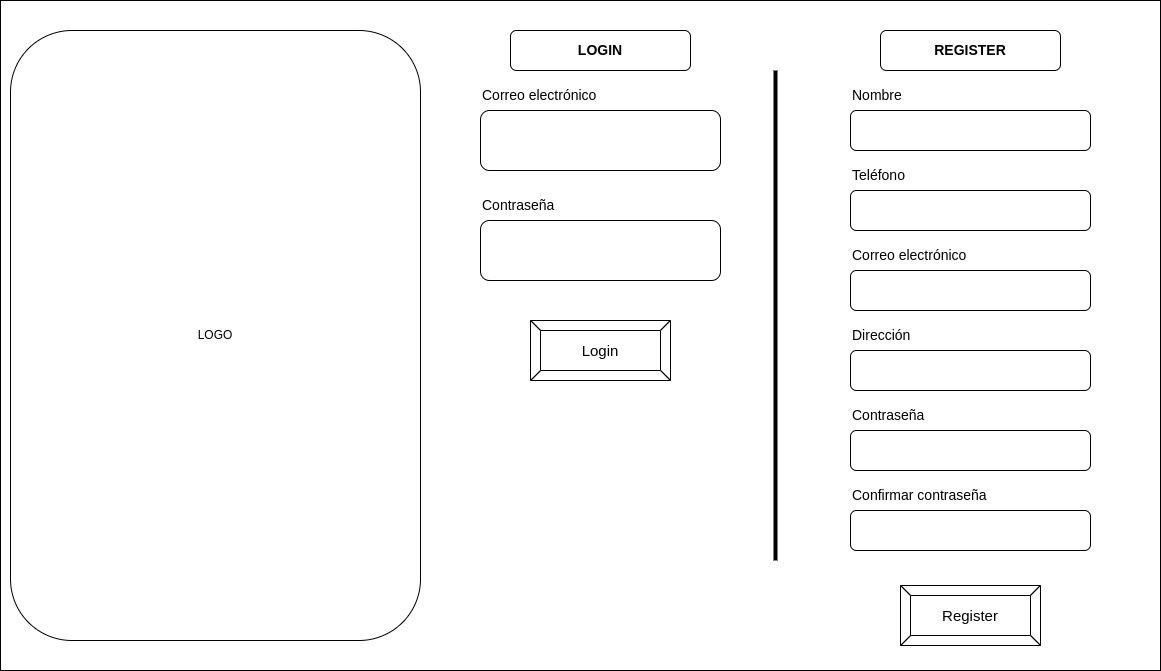 LOGO
LOGIN
Correo electrónico
Contraseña
Login
REGISTER
Nombre
Teléfono
Correo electrónico
Dirección
Contraseña
Confirmar contraseña
Register